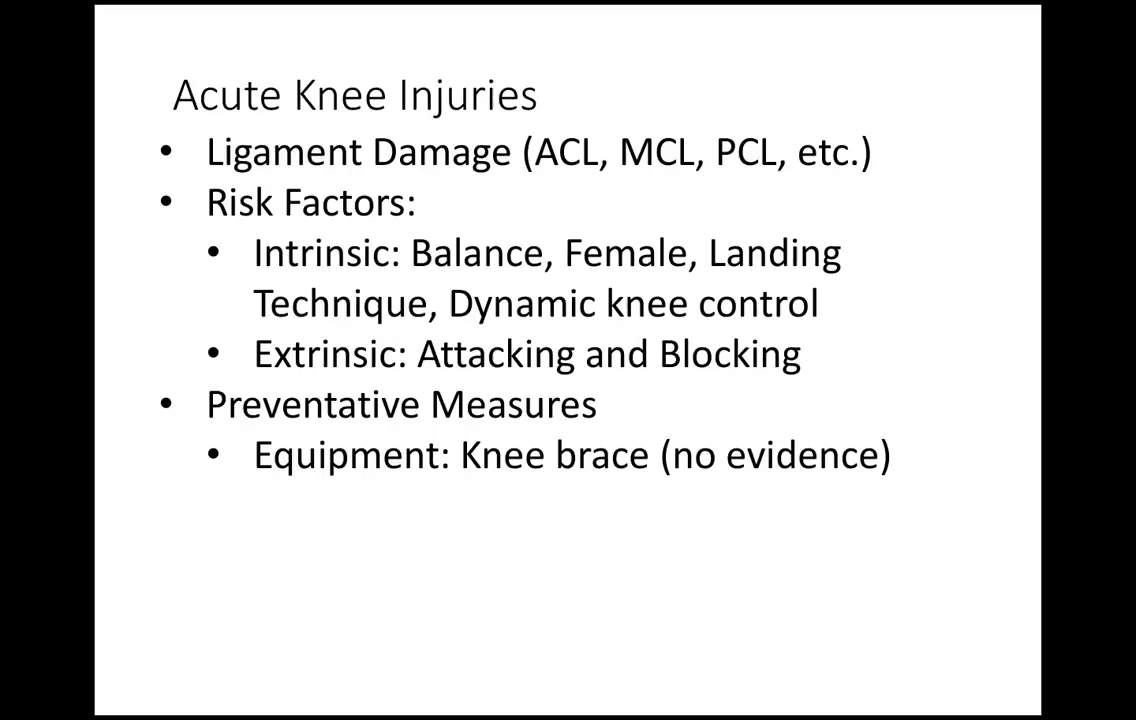 Acute Knee Injuries
• Ligament Damage (ACL, MCL, PCL, etc.)
• Risk Factors:
• Intrinsic: Balance, Female, Landing
Technique, Dynamic knee control
• Extrinsic: Attacking and Blocking
• Preventative Measures
• Equipment: Knee brace (no evidence)